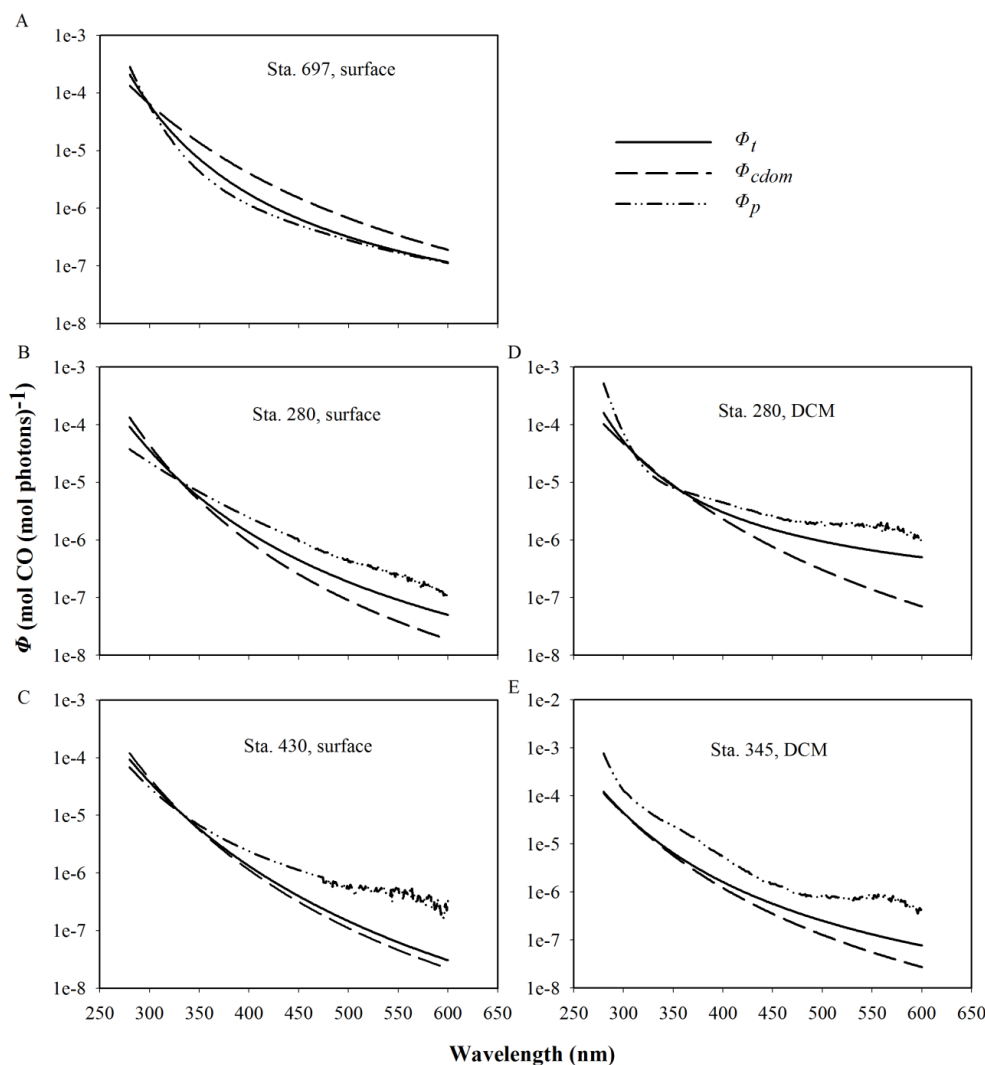 A
1e-3
1e-4
1e-5
1e-6
1e-7
1e-8
Sta. 697, surface
Φt
Φcdom
Φp
B
1e-3
1e-4
1e-5
1e-6
1e-7
1e-8
Sta. 280, surface
D
1e-3
1e-4
1e-5
1e-6
1e-7
1e-8
Sta. 280, DCM
Φ (mol CO (mol photons)-1)
C
1e-3
1e-4
1e-5
1e-6
1e-7
1e-8
Sta. 430, surface
250 300 350 400 450 500 550 600 650
E
1e-2
1e-3
1e-4
1e-5
1e-6
1e-7
1e-8
Sta. 345, DCM
250 300 350 400 450 500 550 600 650
Wavelength (nm)